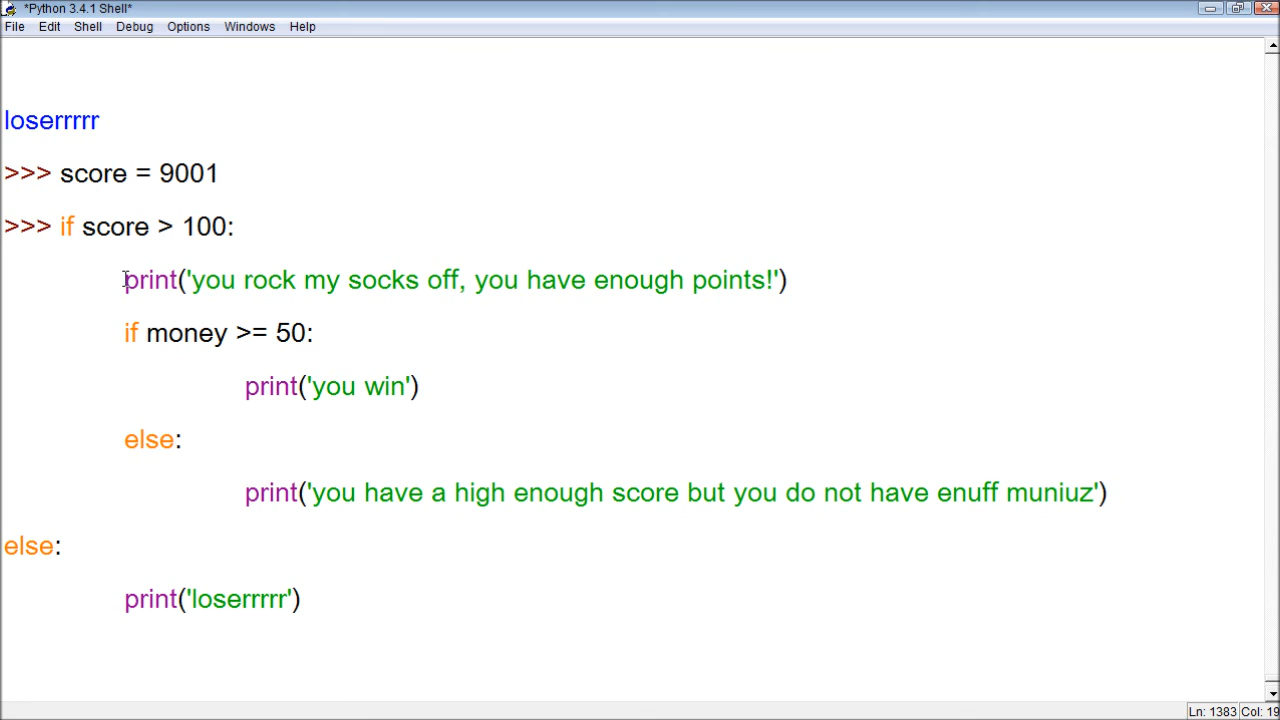 *Python 3.4.1 Shell*
File Edit Shell Debug Options Windows Help
loserrrrr
>>> score = 9001
>>> if score > 100:
print('you rock my socks off, you have enough points!')
if money >= 50:
print('you win')
else:
print('you have a high enough score but you do not have enuff muniuz')
else:
print('loserrrrr')
Ln: 1383 Col: 19